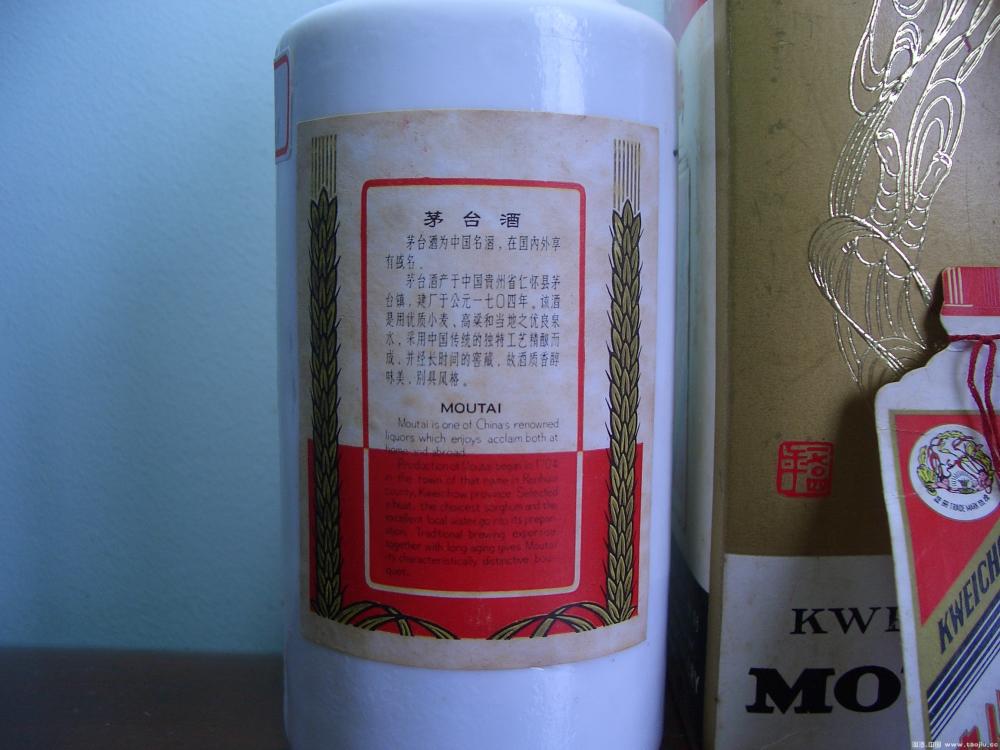 茅台酒
茅台酒为中国名酒，在国内外享
有盛名。
茅台酒产于中国貴州省仁怀县茅
台镇，建厂于公元一七〇四年。该酒
是用优质小麦、高粱和当地之优良泉
水，采用中国传统的独特工艺精酿而
成，并经长时间的窖藏，故酒质香醇
味美，别具风格。
MOUTAI
Moutai is one of China's renowned
liquors which enjoys acclaim both at
home and abroad.
Production of Moutai began in 1704
in the town of that name in Renhuai
county, Kweichow province. Selected
wheat, the choicest sorghum and the
excellent local water go into its prepar-
ation. Traditional brewing expertise
together with long aging gives Moutai
its characteristically distinctive bou-
quet.
KWE
MO
TRADE MARK
KWEICH
www.taojiu.cc